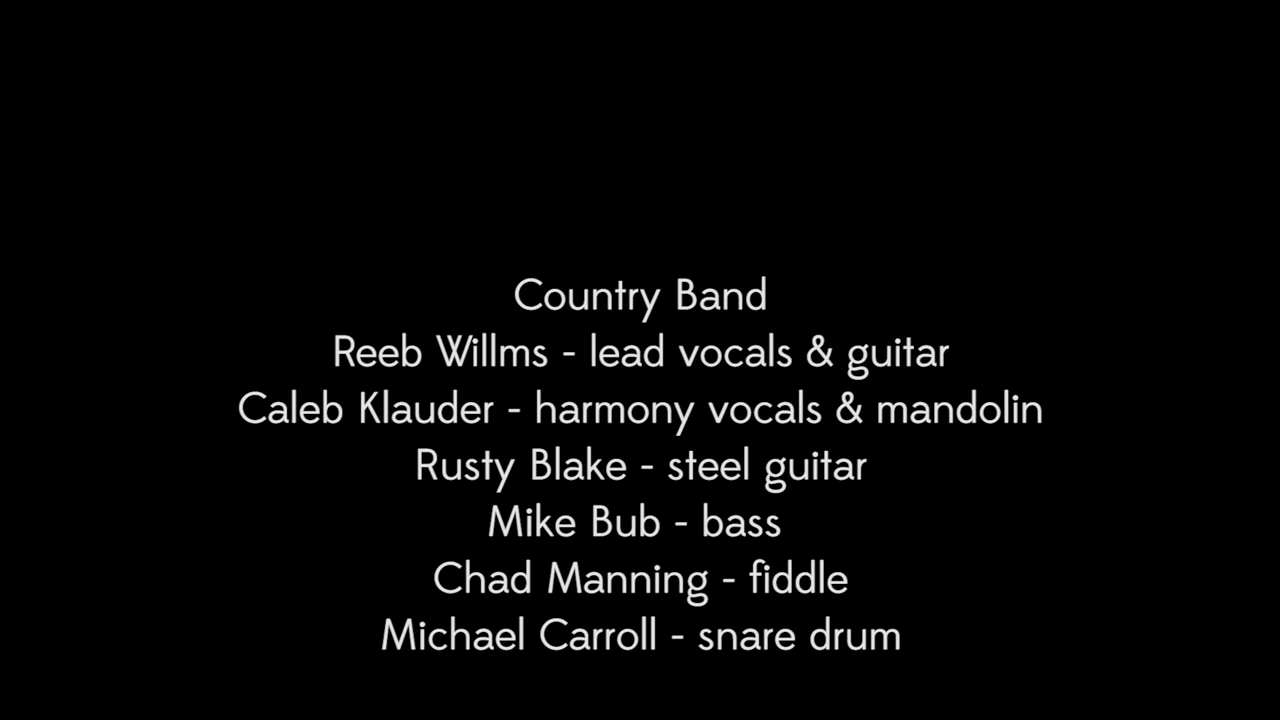 Country Band
Reeb Willms - lead vocals & guitar
Caleb Klauder - harmony vocals & mandolin
Rusty Blake - steel guitar
Mike Bub - bass
Chad Manning - fiddle
Michael Carroll - snare drum